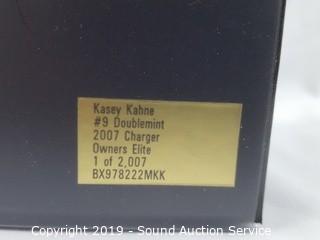 Kasey Kahne
#9 Doublemint
2007 Charger
Owners Elite
1 of 2,007
BX978222MKK
Copyright 2019 - Sound Auction Service